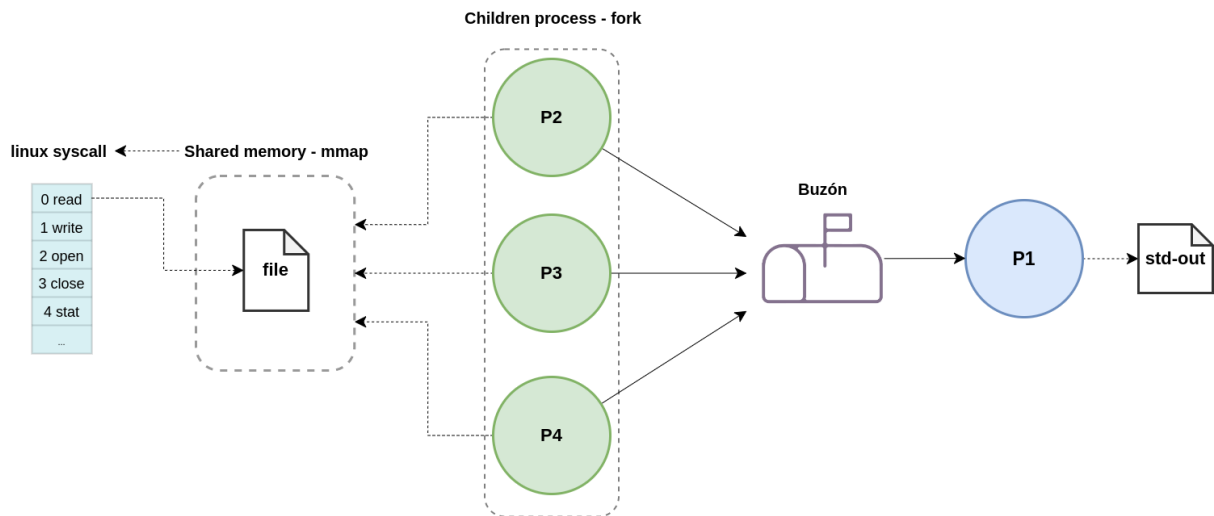 Children process - fork
P2
linux syscall
Shared memory - mmap
0 read
1 write
2 open
3 close
4 stat
...
file
P3
P4
Buzón
P1
std-out